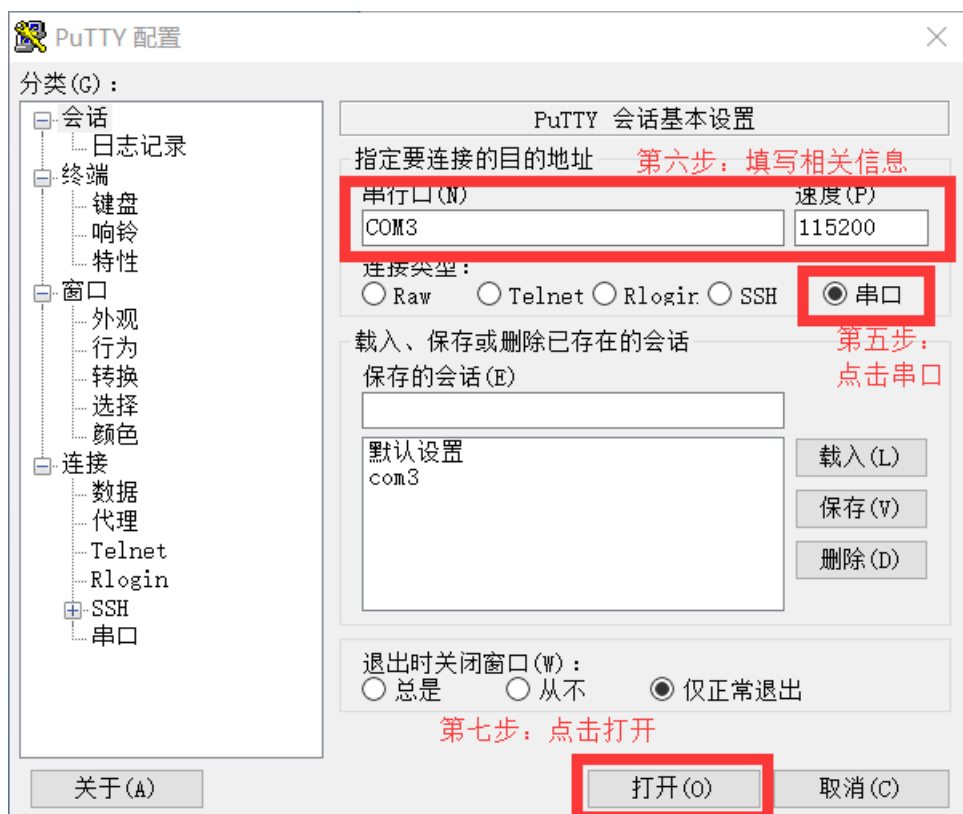 PuTTY 配置
分类(G):
会话
日志记录
终端
键盘
响铃
特性
窗口
外观
行为
转换
选择
颜色
连接
数据
代理
Telnet
Rlogin
SSH
串口
PuTTY 会话基本设置
指定要连接的目的地址 第六步：填写相关信息
串行口(N) 速度(P)
COM3 115200
连接类型:
Raw Telnet Rlogin SSH 串口
第五步：
点击串口
载入、保存或删除已存在的会话
保存的会话(E)
默认设置
com3
载入(L)
保存(V)
删除(D)
退出时关闭窗口(W):
总是 从不 仅正常退出
第七步：点击打开
关于(A) 打开(O) 取消(C)